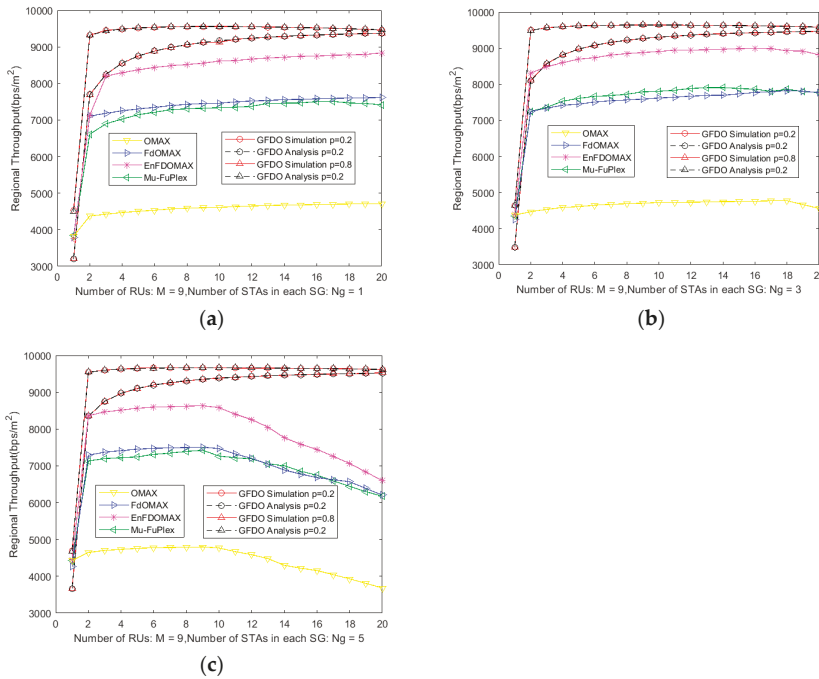 10000
9000
8000
7000
6000
5000
4000
3000
Regional Throughput(bps/m²)
OMAX
FdOMAX
EnFDOMAX
Mu-FuPlex
GFDO Simulation p=0.2
GFDO Analysis p=0.2
GFDO Simulation p=0.8
GFDO Analysis p=0.2
0 2 4 6 8 10 12 14 16 18 20
Number of RUs: M = 9,Number of STAs in each SG: Ng = 1
(a)
10000
9000
8000
7000
6000
5000
4000
3000
Regional Throughput(bps/m²)
OMAX
FdOMAX
EnFDOMAX
Mu-FuPlex
GFDO Simulation p=0.2
GFDO Analysis p=0.2
GFDO Simulation p=0.8
GFDO Analysis p=0.2
0 2 4 6 8 10 12 14 16 18 20
Number of RUs: M = 9,Number of STAs in each SG: Ng = 3
(b)
10000
9000
8000
7000
6000
5000
4000
3000
Regional Throughput(bps/m²)
OMAX
FdOMAX
EnFDOMAX
Mu-FuPlex
GFDO Simulation p=0.2
GFDO Analysis p=0.2
GFDO Simulation p=0.8
GFDO Analysis p=0.2
0 2 4 6 8 10 12 14 16 18 20
Number of RUs: M = 9,Number of STAs in each SG: Ng = 5
(c)